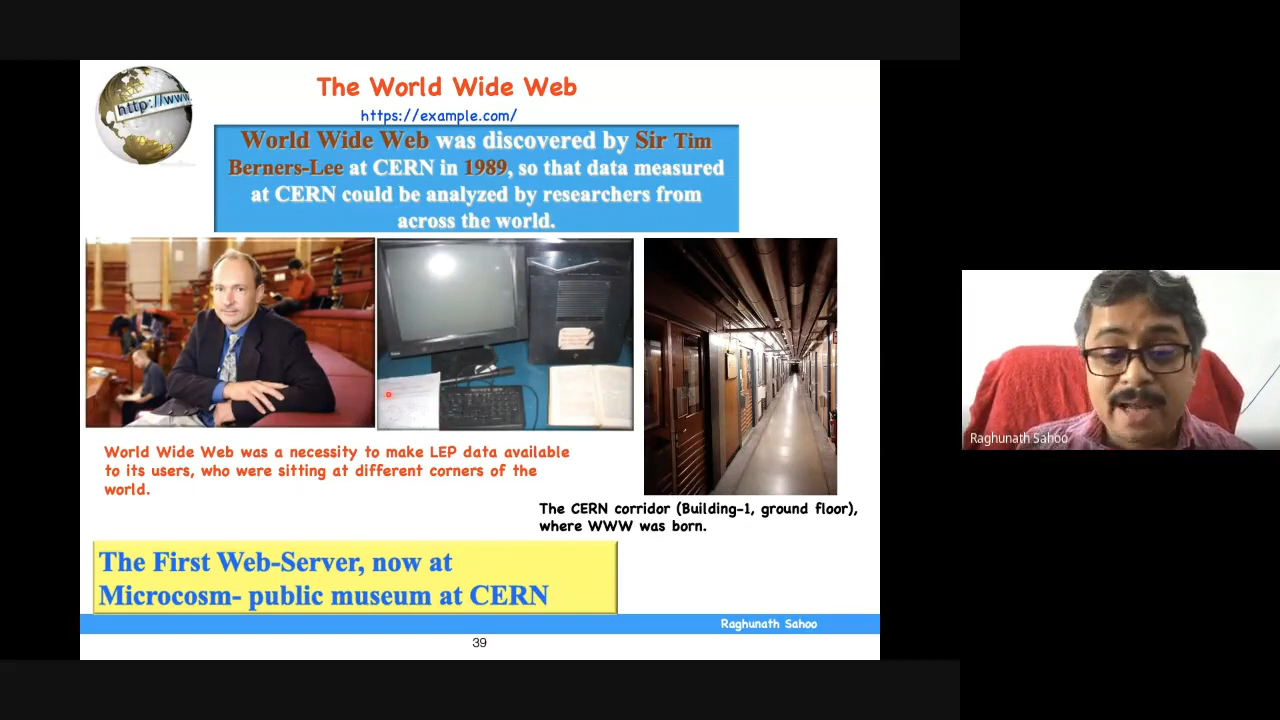 http://www.
The World Wide Web
https://example.com/
World Wide Web was discovered by Sir Tim
Berners-Lee at CERN in 1989, so that data measured
at CERN could be analyzed by researchers from
across the world.
World Wide Web was a necessity to make LEP data available
to its users, who were sitting at different corners of the
world.
The CERN corridor (Building-1, ground floor),
where WWW was born.
The First Web-Server, now at
Microcosm- public museum at CERN
Raghunath Sahoo
39
Raghunath Sahoo